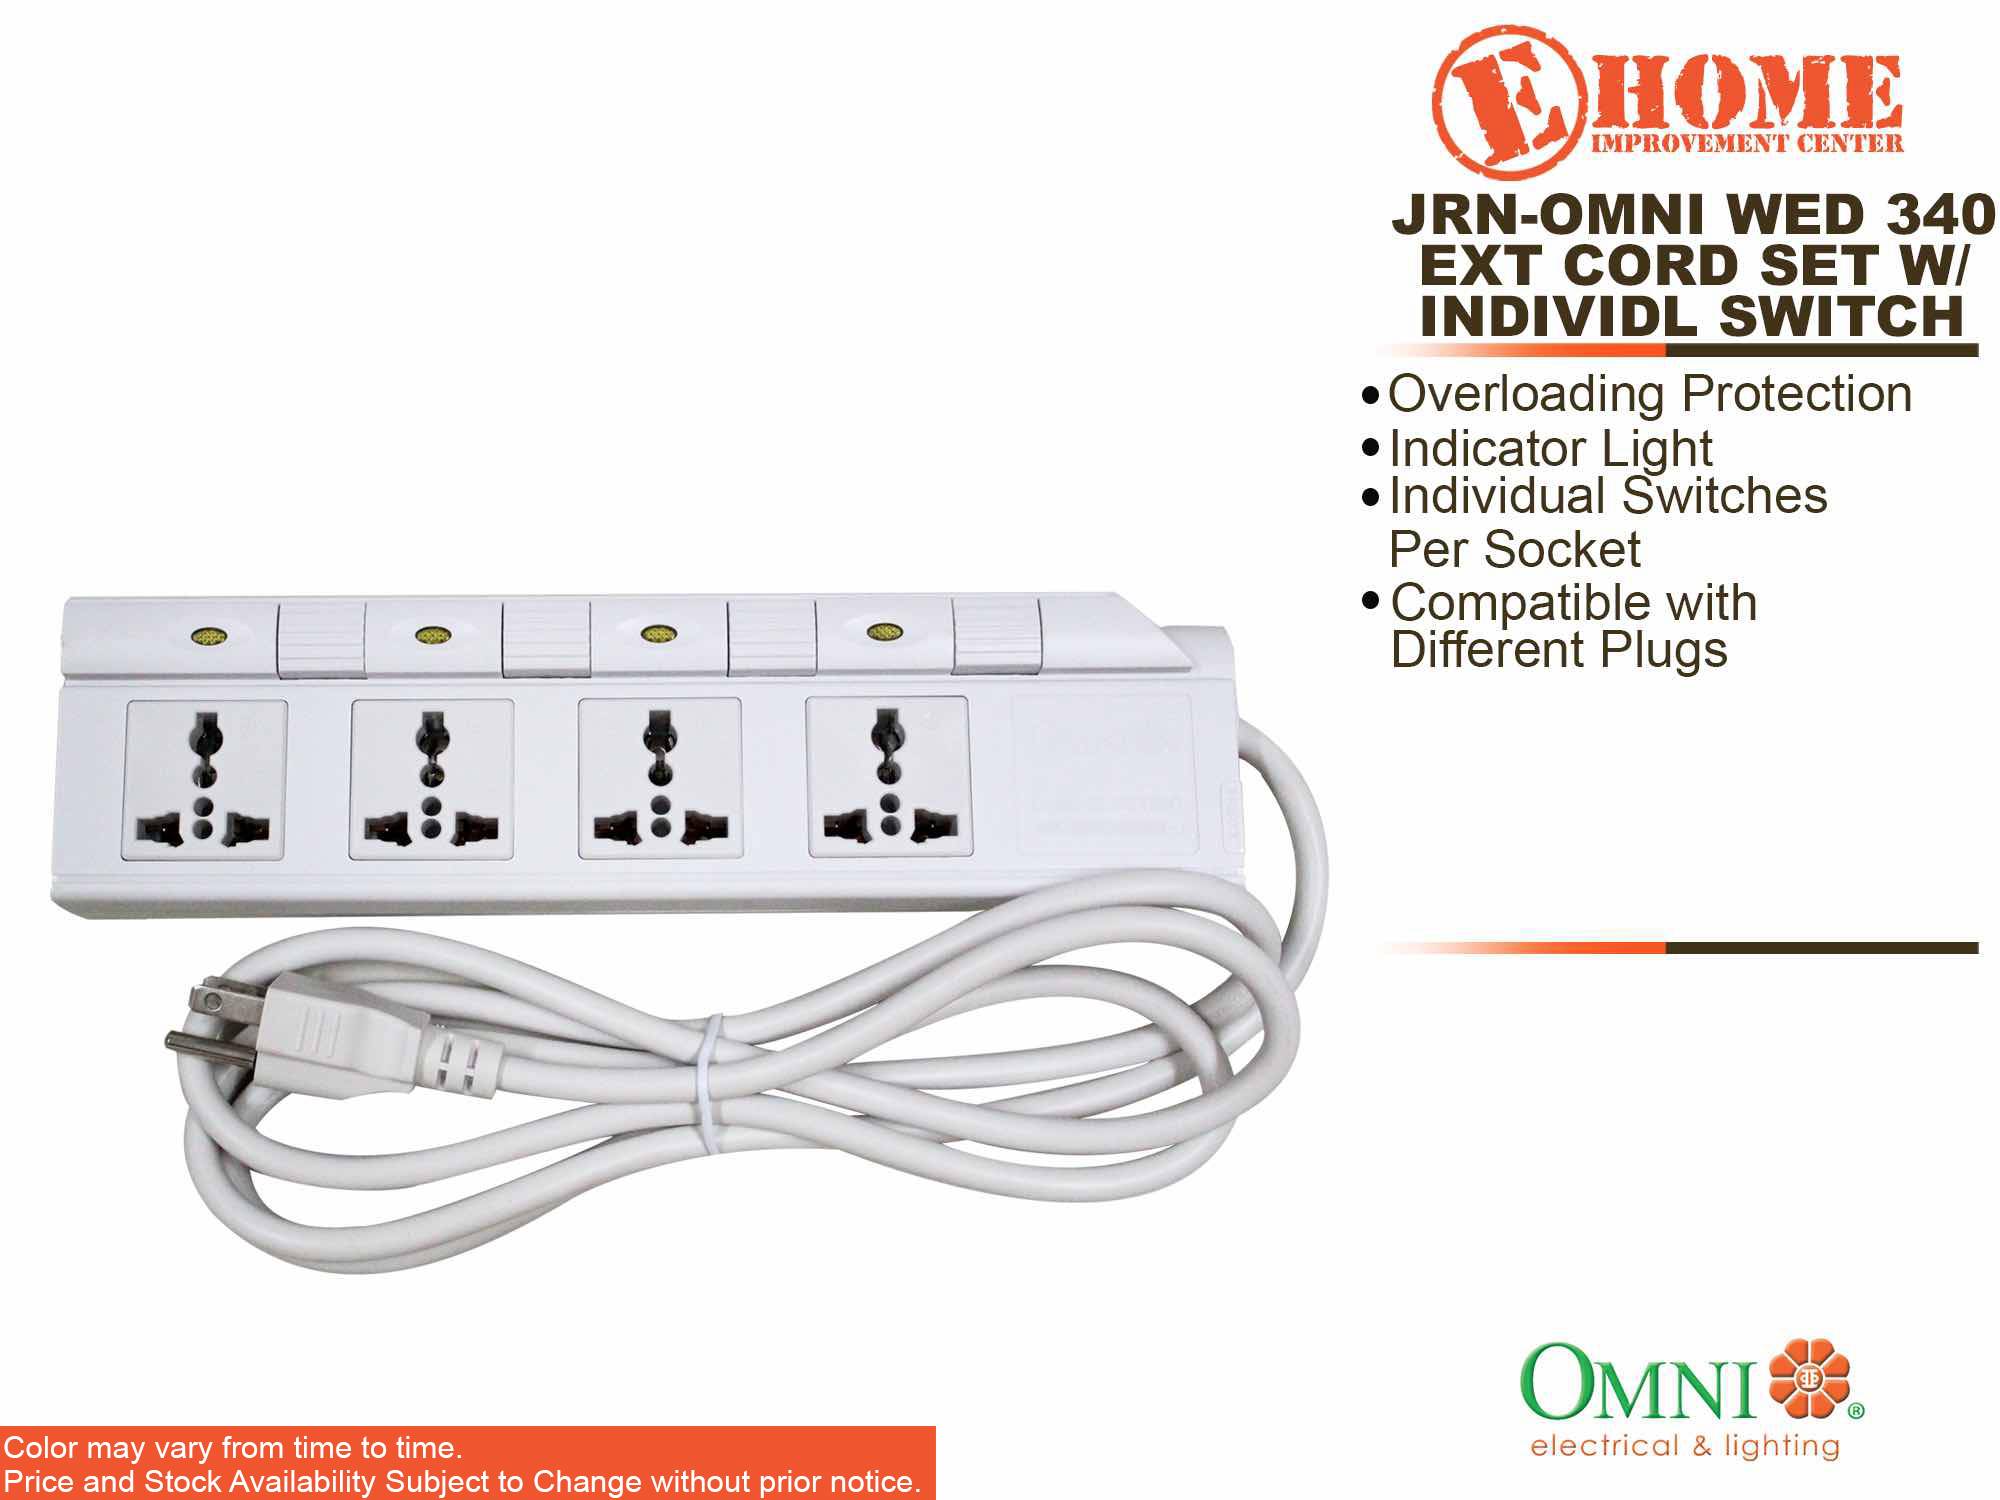 E HOME
IMPROVEMENT CENTER
JRN-OMNI WED 340
EXT CORD SET W/
INDIVIDL SWITCH
•Overloading Protection
•Indicator Light
•Individual Switches
Per Socket
•Compatible with
Different Plugs
OMNI ®
electrical & lighting
Color may vary from time to time.
Price and Stock Availability Subject to Change without prior notice.